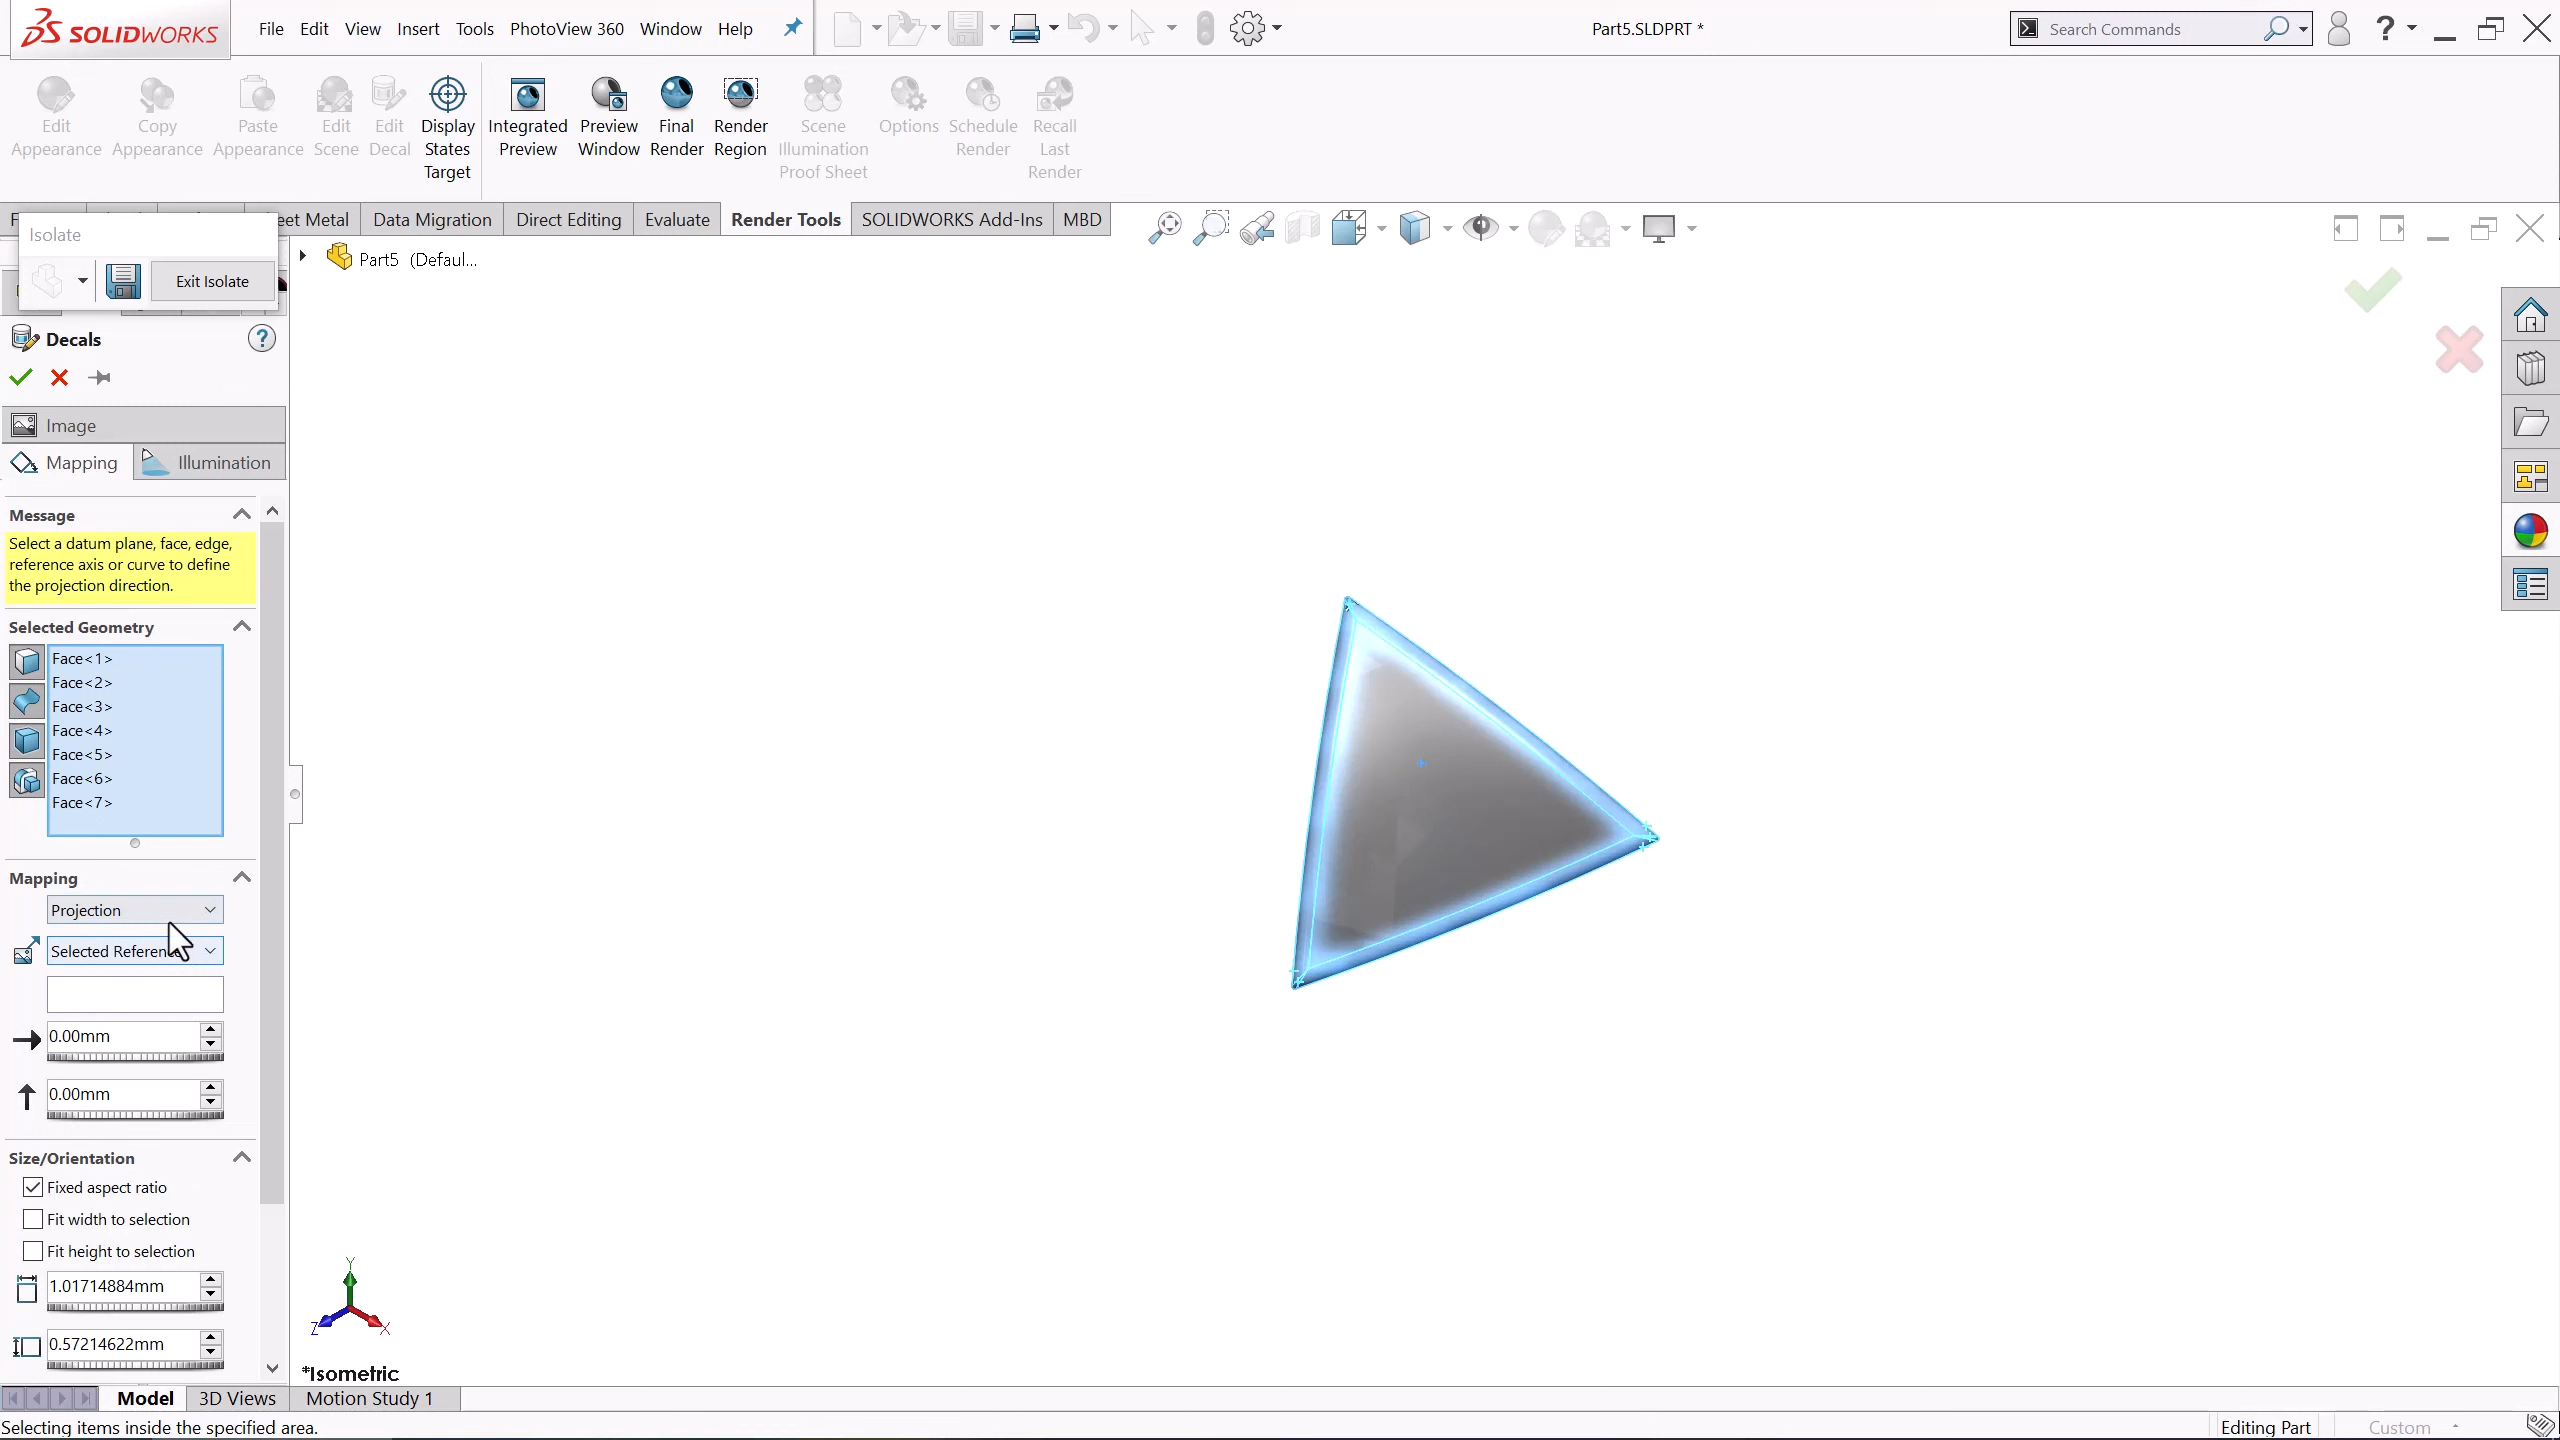 SOLIDWORKS File Edit View Insert Tools PhotoView 360 Window Help Part5.SLDPRT * Search Commands ?
Edit Appearance
Copy Appearance
Paste Appearance
Edit Scene
Edit Decal
Display States Target
Integrated Preview
Preview Window
Final Render
Render Region
Scene Illumination Proof Sheet
Options
Schedule Render
Recall Last Render
eet Metal Data Migration Direct Editing Evaluate Render Tools SOLIDWORKS Add-Ins MBD
Isolate
Exit Isolate
Part5 (Defaul...
Decals ?
Image
Mapping Illumination
Message
Select a datum plane, face, edge,
reference axis or curve to define
the projection direction.
Selected Geometry
Face<1>
Face<2>
Face<3>
Face<4>
Face<5>
Face<6>
Face<7>
Mapping
Projection
Selected Referen
0.00mm
0.00mm
Size/Orientation
Fixed aspect ratio
Fit width to selection
Fit height to selection
1.01714884mm
0.57214622mm
Y
Z
X
*Isometric
Model 3D Views Motion Study 1
Selecting items inside the specified area. Editing Part Custom